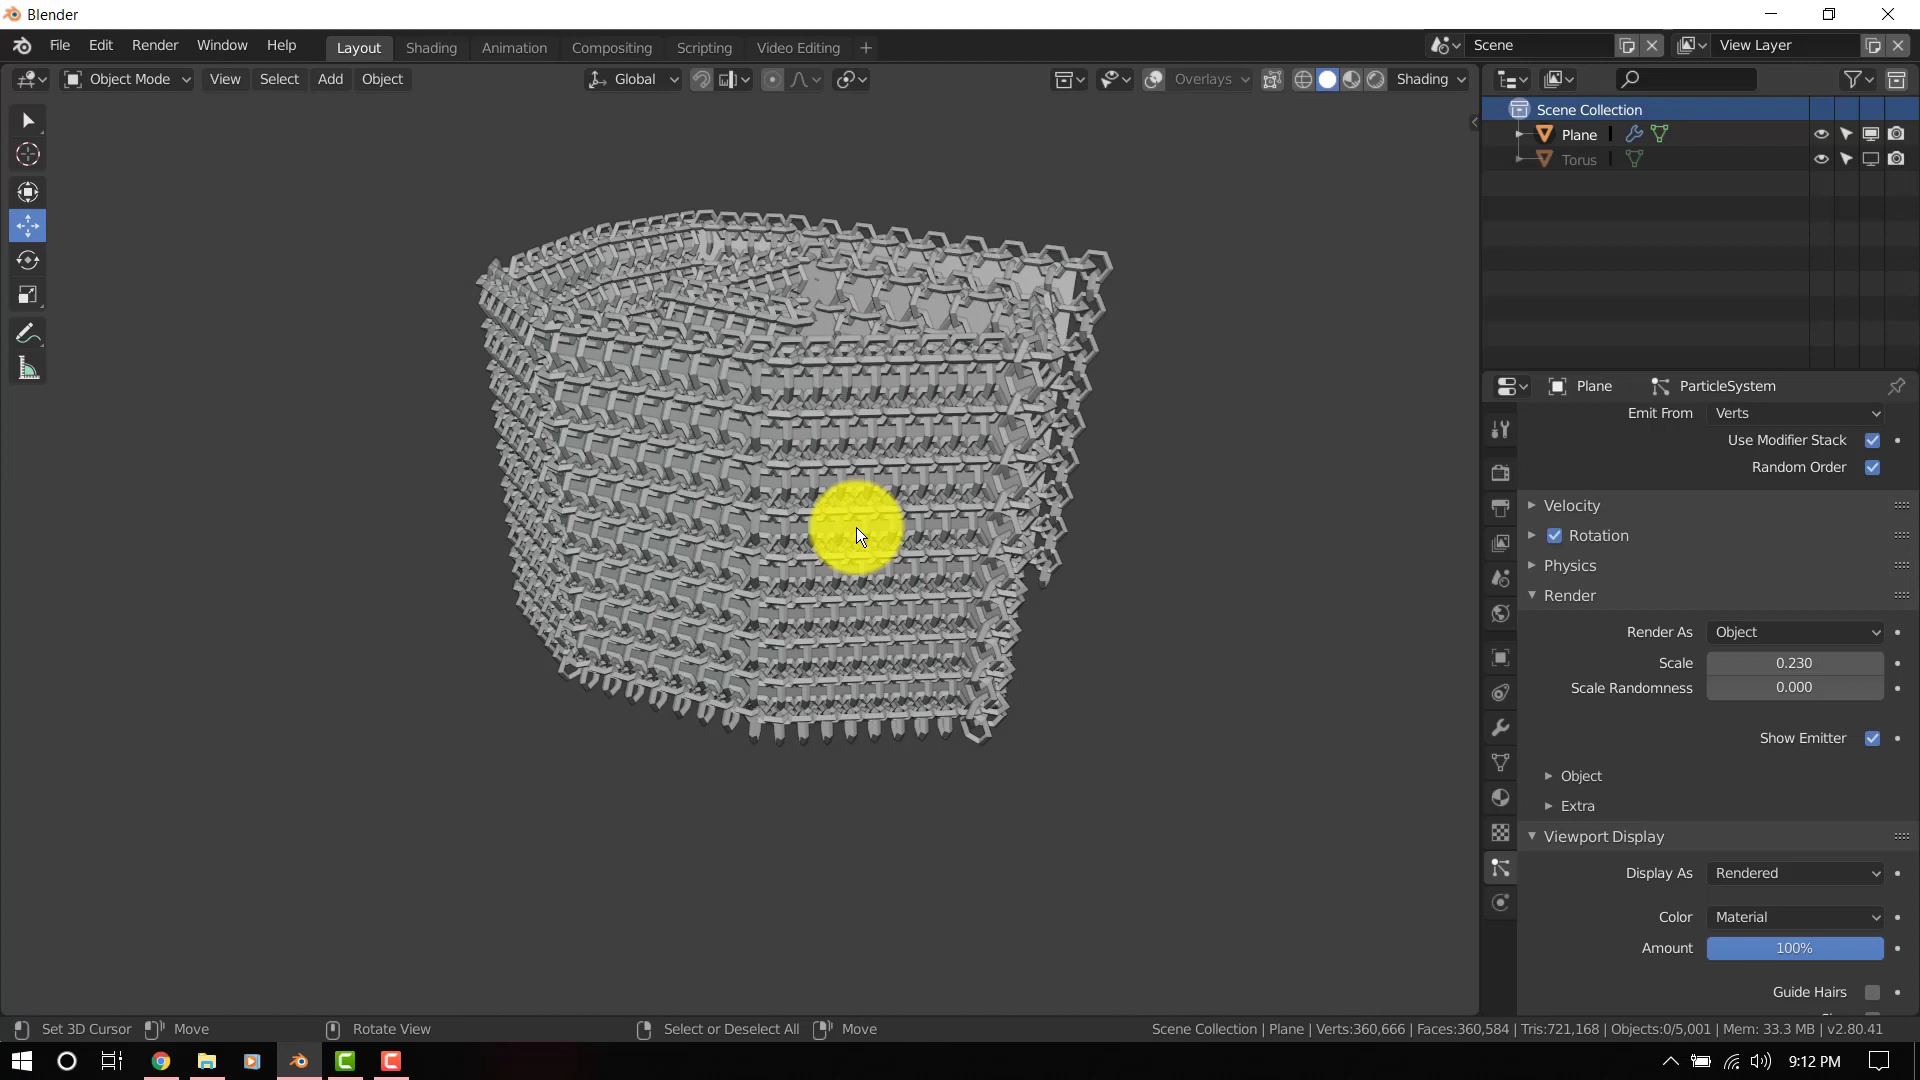 Blender
File Edit Render Window Help Layout Shading Animation Compositing Scripting Video Editing + Scene View Layer
Object Mode View Select Add Object Global Overlays Shading
Scene Collection
Plane
Torus
Plane ParticleSystem
Emit From Verts
Use Modifier Stack
Random Order
Velocity
Rotation
Physics
Render
Render As Object
Scale 0.230
Scale Randomness 0.000
Show Emitter
Object
Extra
Viewport Display
Display As Rendered
Color Material
Amount 100%
Guide Hairs
Set 3D Cursor Move Rotate View Select or Deselect All Move Scene Collection | Plane | Verts:360,666 | Faces:360,584 | Tris:721,168 | Objects:0/5,001 | Mem: 33.3 MB | v2.80.41
9:12 PM